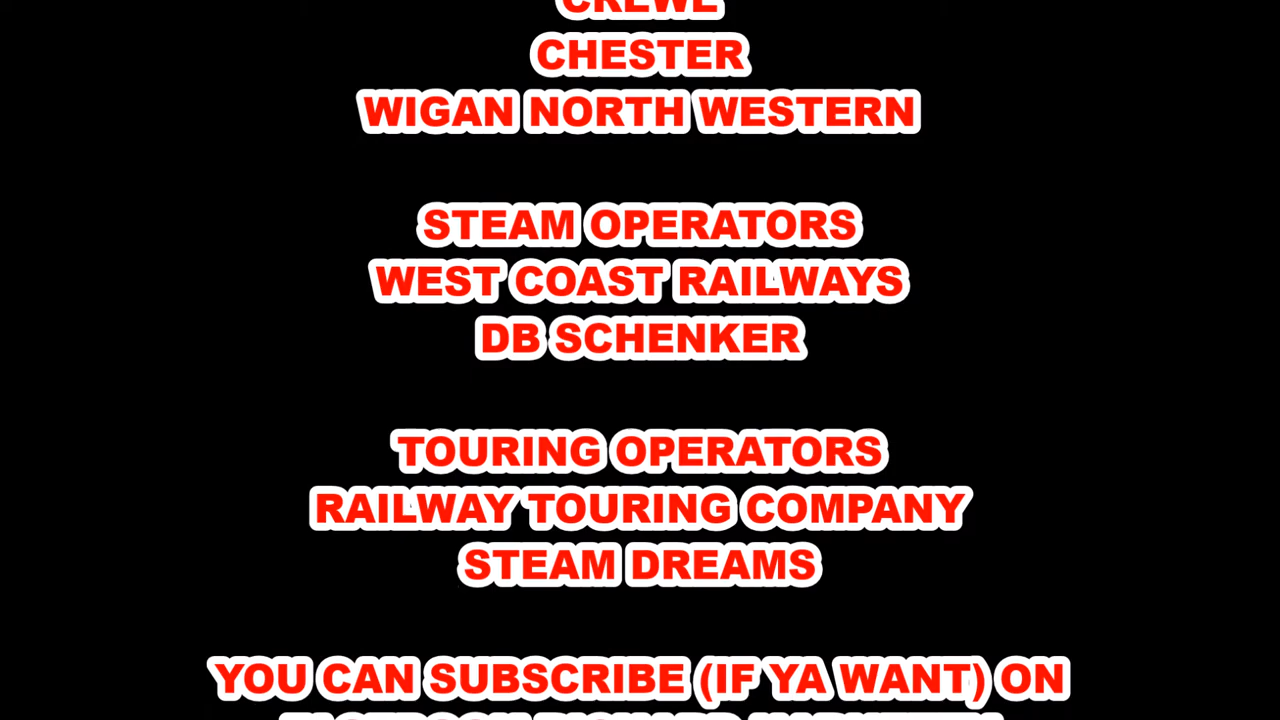 CREWE
CHESTER
WIGAN NORTH WESTERN
STEAM OPERATORS
WEST COAST RAILWAYS
DB SCHENKER
TOURING OPERATORS
RAILWAY TOURING COMPANY
STEAM DREAMS
YOU CAN SUBSCRIBE (IF YA WANT) ON